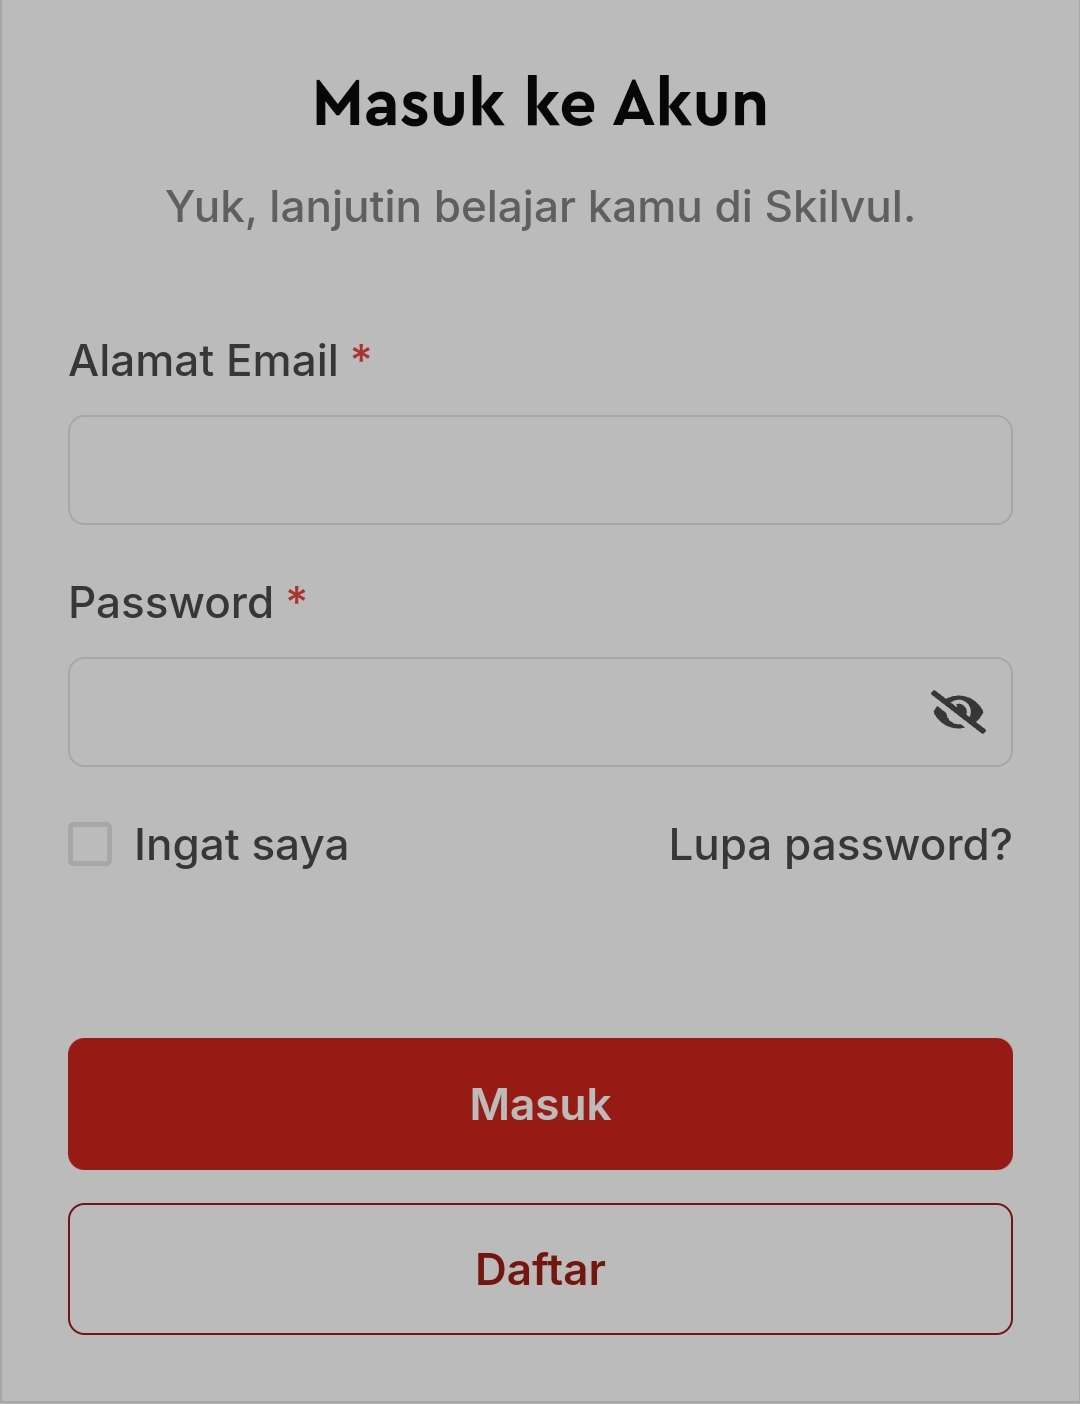 Masuk ke Akun
Yuk, lanjutin belajar kamu di Skilvul.
Alamat Email *
Password *
Ingat saya
Lupa password?
Masuk
Daftar